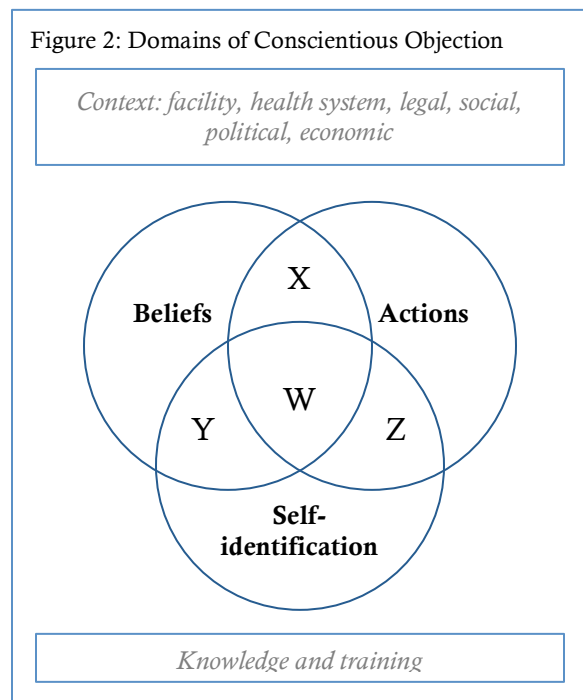 Figure 2: Domains of Conscientious Objection
Context: facility, health system, legal, social,
political, economic
X
Beliefs
Actions
W
Y
Z
Self-
identification
Knowledge and training